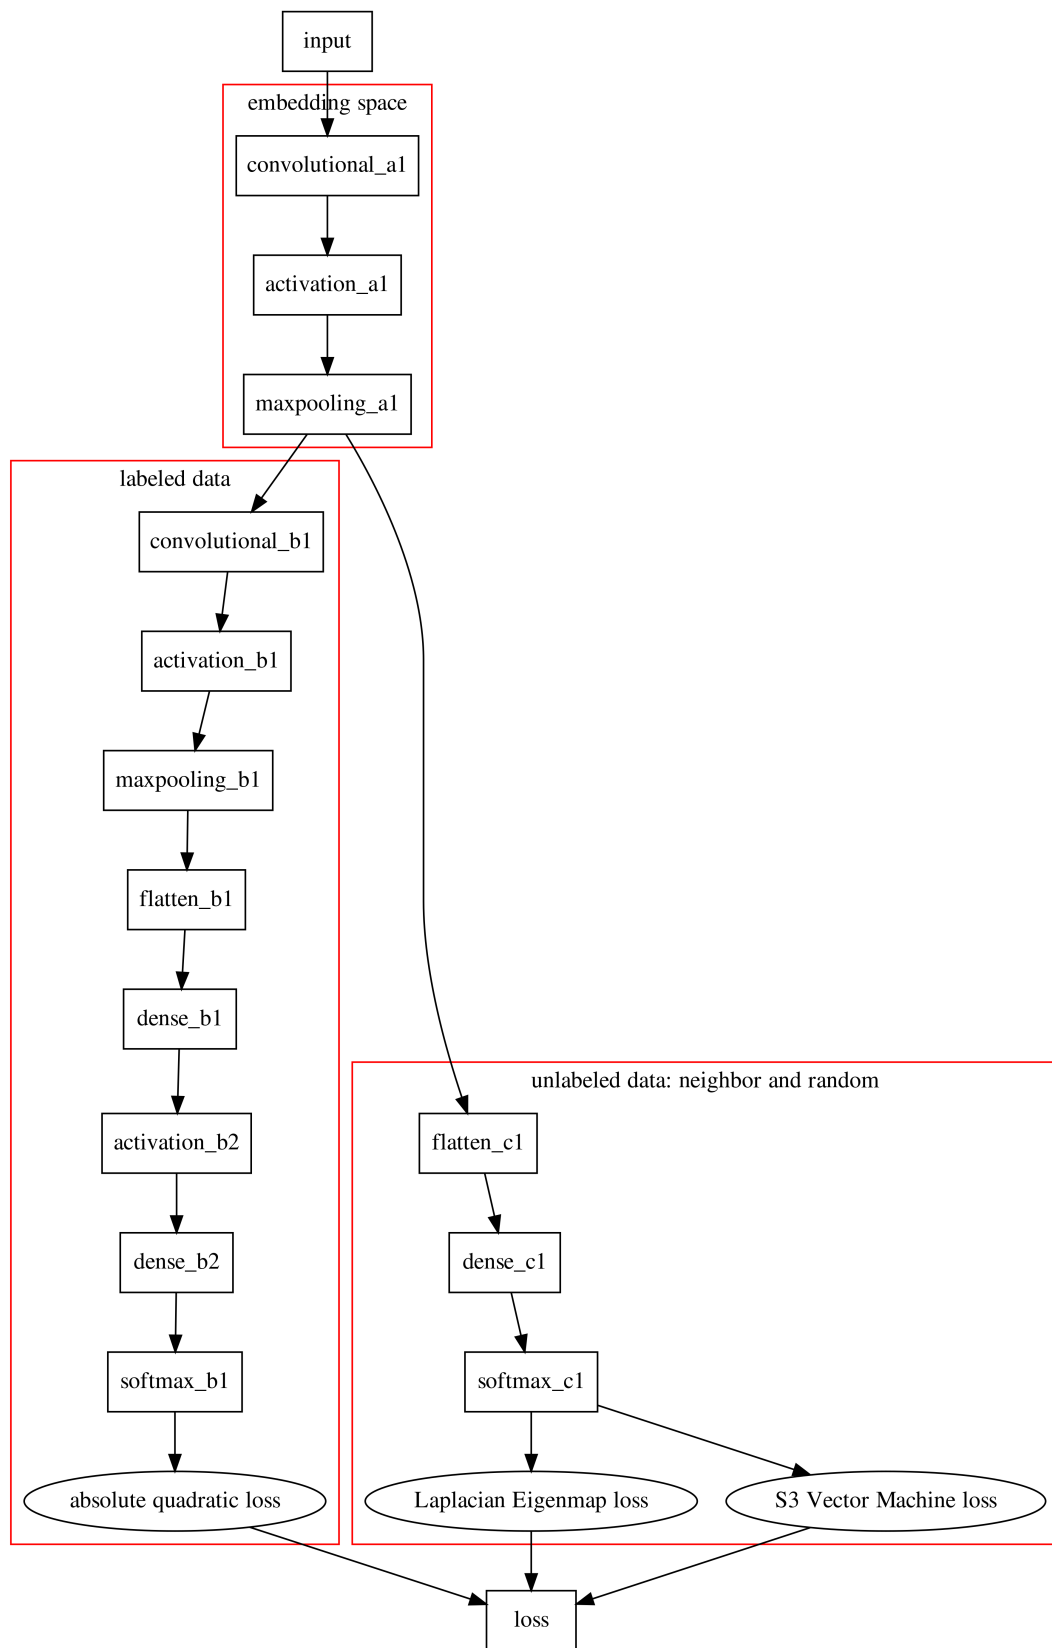 input
embedding space
convolutional_a1
activation_a1
maxpooling_a1
labeled data
convolutional_b1
activation_b1
maxpooling_b1
flatten_b1
dense_b1
activation_b2
dense_b2
softmax_b1
absolute quadratic loss
unlabeled data: neighbor and random
flatten_c1
dense_c1
softmax_c1
Laplacian Eigenmap loss
S3 Vector Machine loss
loss